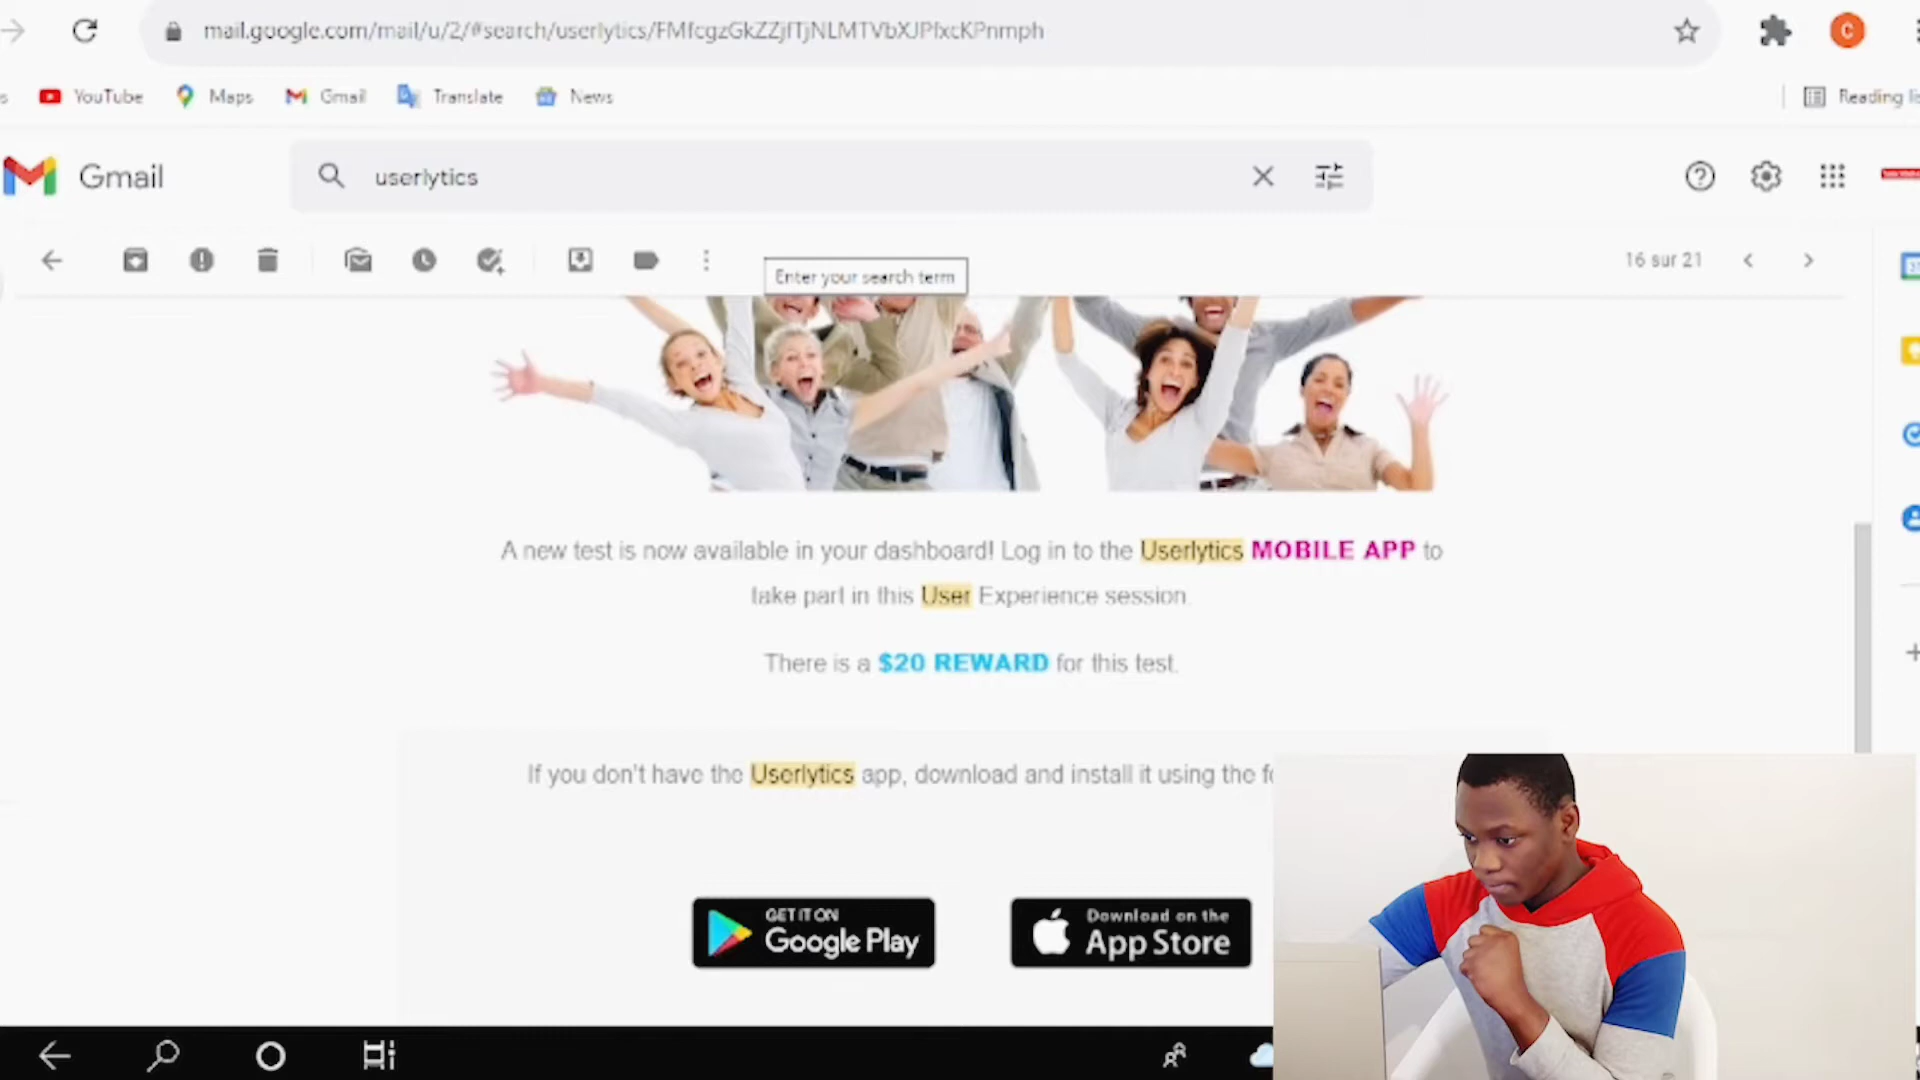 mail.google.com/mail/u/2/#search/userlytics/FMfcgzGkZZjfTjNLMTVbXJPfxcKPnmph
C
s YouTube Maps Gmail Translate News Reading lis
Gmail userlytics
16 sur 21
Enter your search term
A new test is now available in your dashboard! Log in to the Userlytics MOBILE APP to
take part in this User Experience session.
There is a $20 REWARD for this test.
If you don't have the Userlytics app, download and install it using the fo
GET IT ON Google Play
Download on the App Store